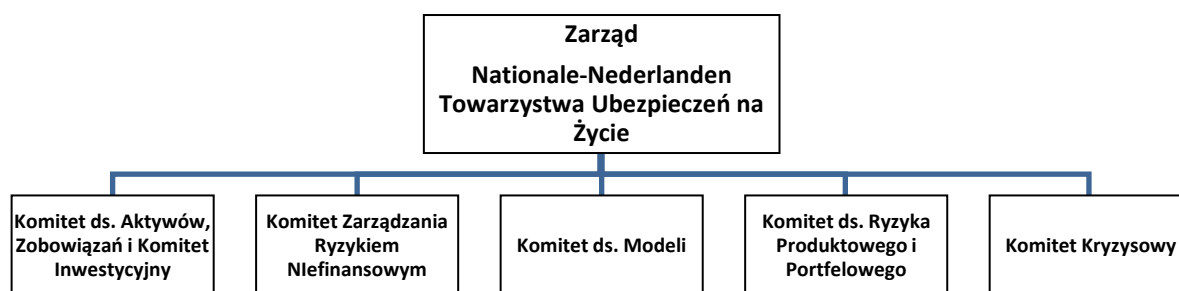 Zarząd
Nationale-Nederlanden
Towarzystwa Ubezpieczeń na
Życie
Komitet ds. Aktywów,
Zobowiązań i Komitet
Inwestycyjny
Komitet Zarządzania
Ryzykiem
NIefinansowym
Komitet ds. Modeli
Komitet ds. Ryzyka
Produktowego i
Portfelowego
Komitet Kryzysowy